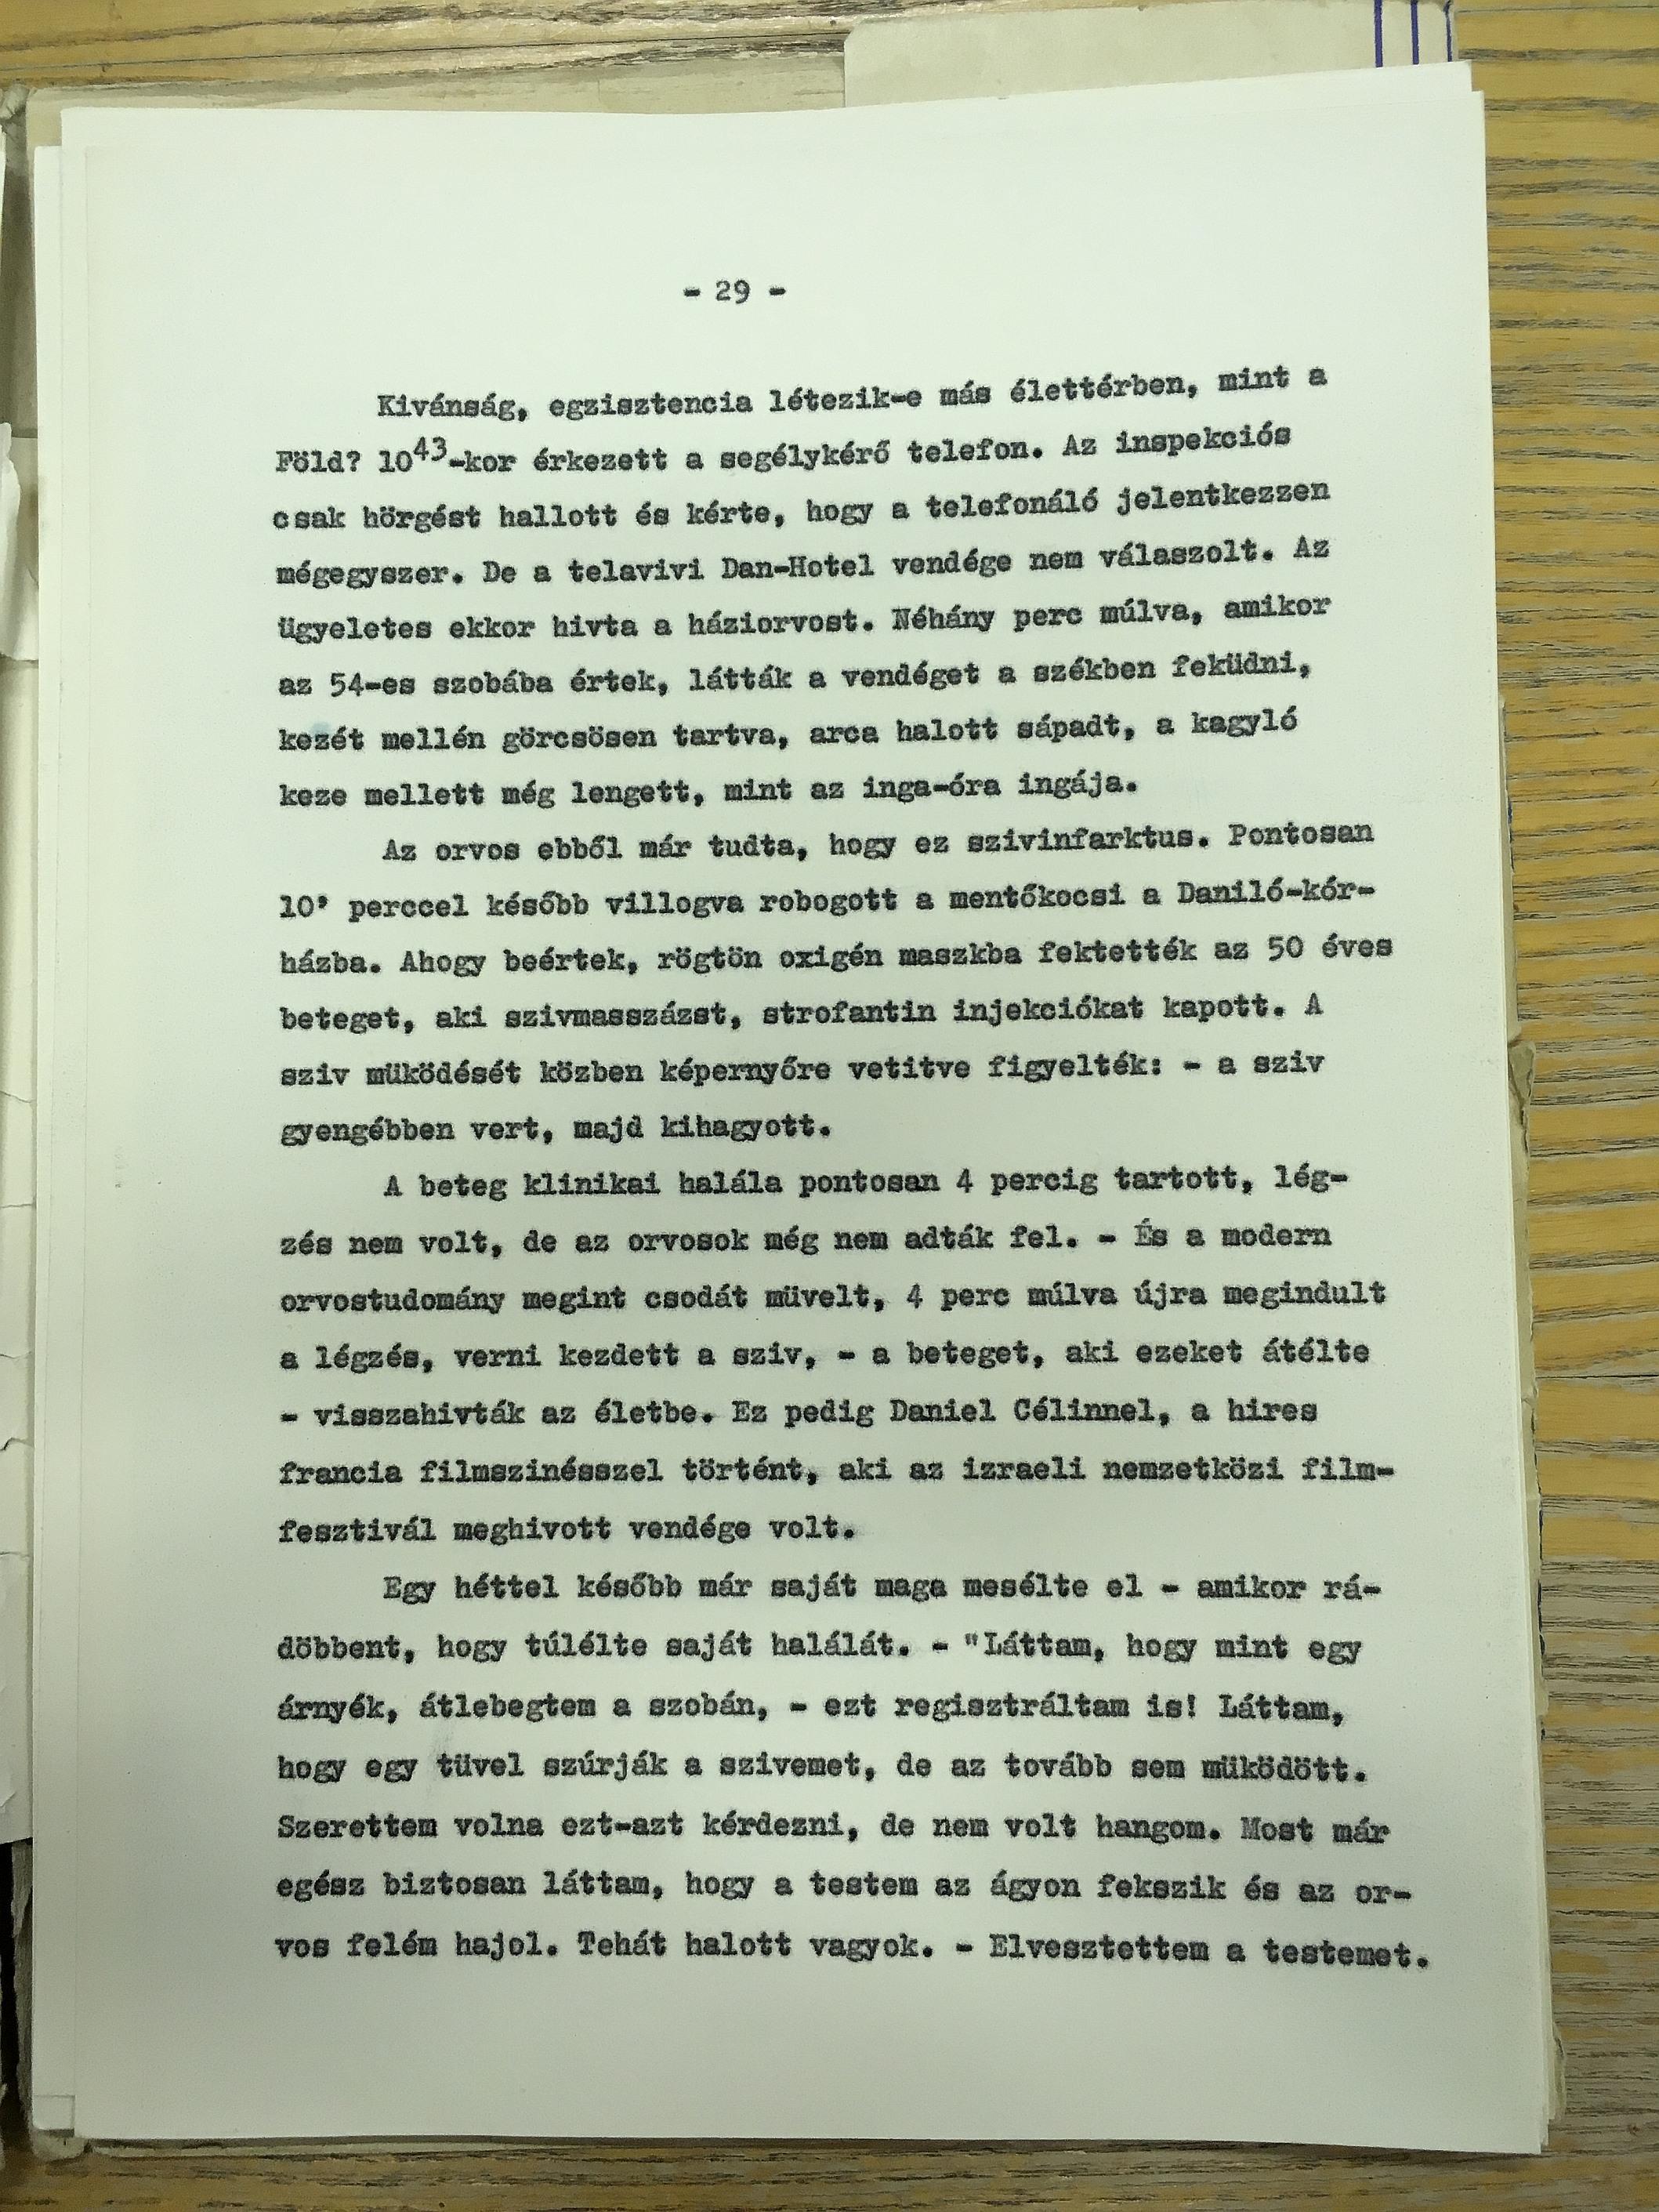 - 29 -
Kivánság, egzisztencia létezik-e más élettérben, mint a
Föld? 10⁴³-kor érkezett a segélykérő telefon. Az inspekciós
csak hörgést hallott és kérte, hogy a telefonáló jelentkezzen
mégegyszer. De a telavivi Dan-Hotel vendége nem válaszolt. Az
ügyeletes ekkor hivta a háziorvost. Néhány perc múlva, amikor
az 54-es szobába értek, látták a vendéget a székben feküdni,
kezét mellén görcsösen tartva, arca halott sápadt, a kagyló
keze mellett még lengett, mint az inga-óra ingája.
Az orvos ebből már tudta, hogy ez szivinfarktus. Pontosan
10' perccel később villogva robogott a mentőkocsi a Daniló-kór-
házba. Ahogy beértek, rögtön oxigén maszkba fektették az 50 éves
beteget, aki szivmasszázst, strofantin injekciókat kapott. A
sziv müködését közben képernyőre vetitve figyelték: - a sziv
gyengébben vert, majd kihagyott.
A beteg klinikai halála pontosan 4 percig tartott, lég-
zés nem volt, de az orvosok még nem adták fel. - És a modern
orvostudomány megint csodát müvelt, 4 perc múlva újra megindult
a légzés, verni kezdett a sziv, - a beteget, aki ezeket átélte
- visszahivták az életbe. Ez pedig Daniel Célinnel, a hires
francia filmszinésszel történt, aki az izraeli nemzetközi film-
fesztivál meghivott vendége volt.
Egy héttel később már saját maga mesélte el - amikor rá-
döbbent, hogy túlélte saját halálát. - "Láttam, hogy mint egy
árnyék, átlebegtem a szobán, - ezt regisztráltam is! Láttam,
hogy egy tüvel szúrják a szivemet, de az tovább sem müködött.
Szerettem volna ezt-azt kérdezni, de nem volt hangom. Most már
egész biztosan láttam, hogy a testem az ágyon fekszik és az or-
vos felém hajol. Tehát halott vagyok. - Elvesztettem a testemet.